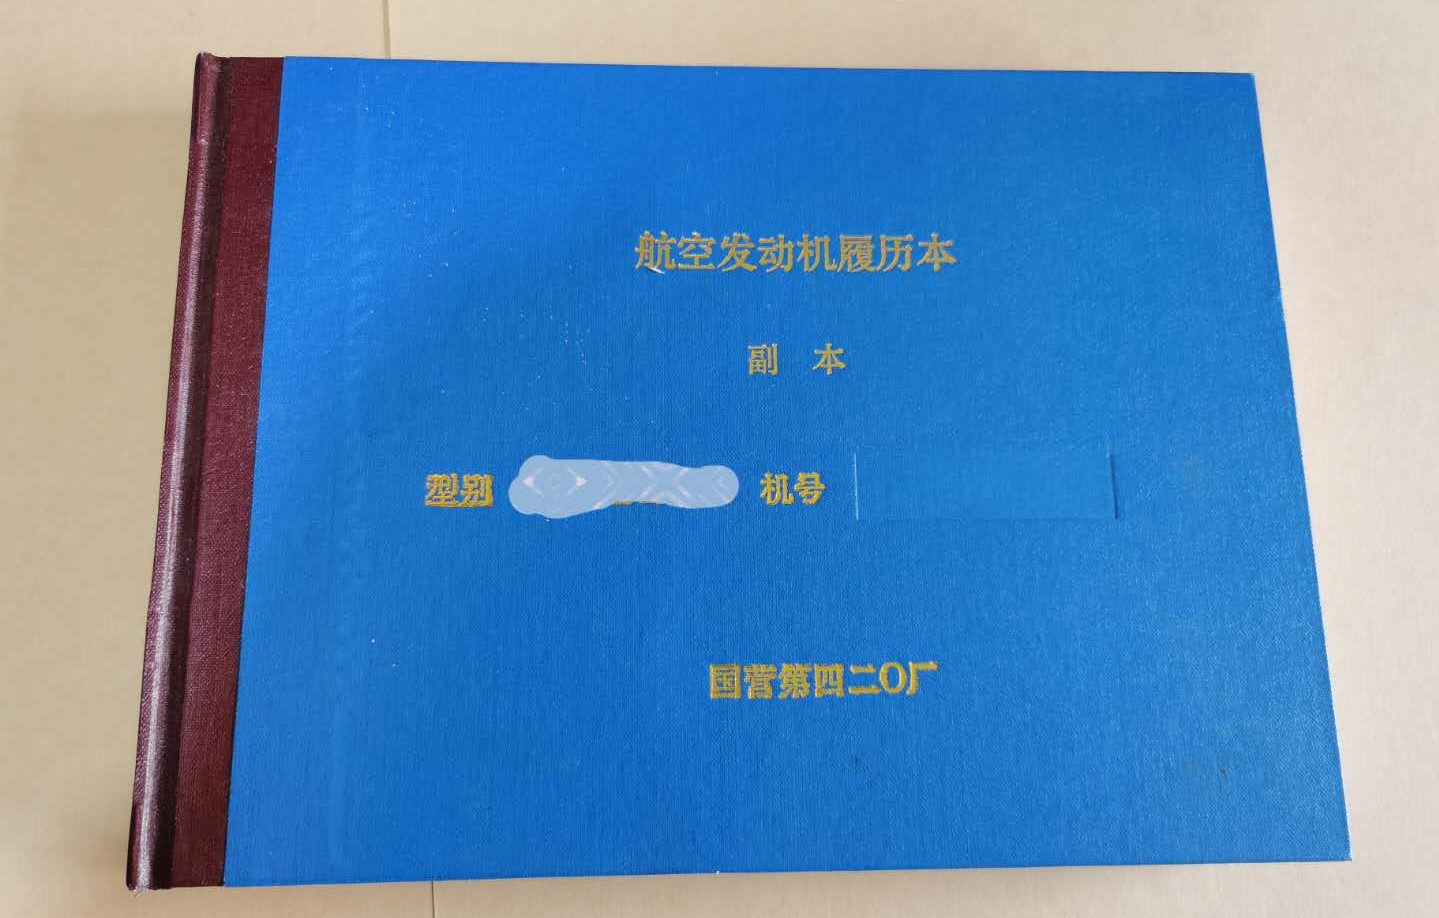 航空发动机履历本
副 本
型别 机号
国营第四二〇厂